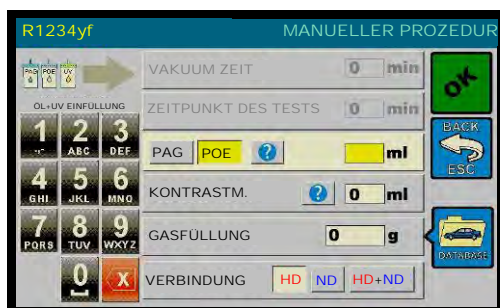 R1234yf MANUELLER PROZEDUR
PAG POE UV
VAKUUM ZEIT 0 min
OK
ZEITPUNKT DES TESTS 0 min
ÖL+UV EINFÜLLUNG
1 .,-
2 ABC
3 DEF
BACK
ESC
PAG POE ? ml
4 GHI
5 JKL
6 MNO
KONTRASTM. ? 0 ml
7 PQRS
8 TUV
9 WXYZ
GASFÜLLUNG 0 g
DATABASE
0 X
VERBINDUNG HD ND HD+ND